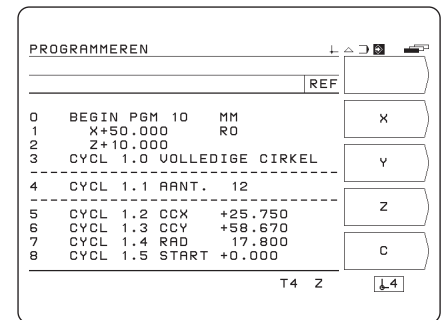 PROGRAMMEREN
REF
0 BEGIN PGM 10 MM
1 X+50.000 R0
2 Z+10.000
3 CYCL 1.0 VOLLEDIGE CIRKEL
4 CYCL 1.1 AANT. 12
5 CYCL 1.2 CCX +25.750
6 CYCL 1.3 CCY +58.670
7 CYCL 1.4 RAD 17.800
8 CYCL 1.5 START +0.000
T4 Z
X
Y
Z
C
4